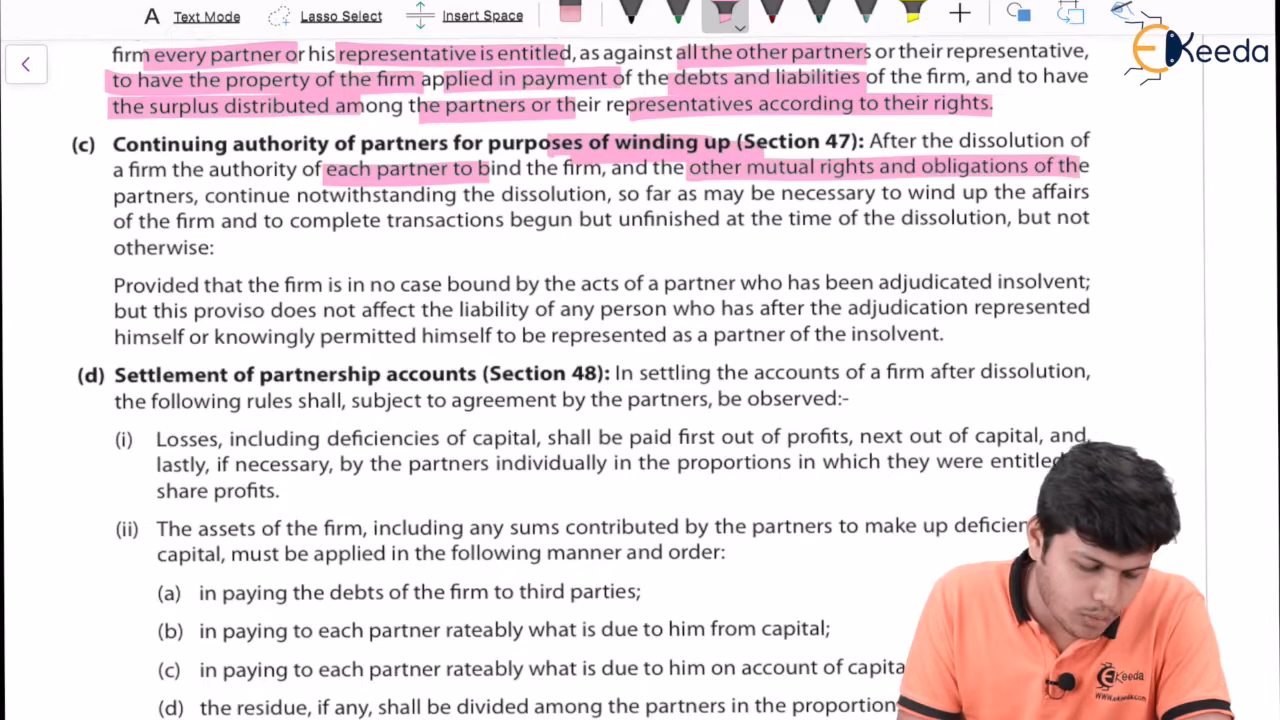 Text Mode
Lasso Select
Insert Space
firm every partner or his representative is entitled, as against all the other partners or their representative,
to have the property of the firm applied in payment of the debts and liabilities of the firm, and to have
the surplus distributed among the partners or their representatives according to their rights.
(c) Continuing authority of partners for purposes of winding up (Section 47): After the dissolution of
a firm the authority of each partner to bind the firm, and the other mutual rights and obligations of the
partners, continue notwithstanding the dissolution, so far as may be necessary to wind up the affairs
of the firm and to complete transactions begun but unfinished at the time of the dissolution, but not
otherwise:
Provided that the firm is in no case bound by the acts of a partner who has been adjudicated insolvent;
but this proviso does not affect the liability of any person who has after the adjudication represented
himself or knowingly permitted himself to be represented as a partner of the insolvent.
(d) Settlement of partnership accounts (Section 48): In settling the accounts of a firm after dissolution,
the following rules shall, subject to agreement by the partners, be observed:-
(i) Losses, including deficiencies of capital, shall be paid first out of profits, next out of capital, and,
lastly, if necessary, by the partners individually in the proportions in which they were entitled
share profits.
(ii) The assets of the firm, including any sums contributed by the partners to make up
capital, must be applied in the following manner and order:
(a) in paying the debts of the firm to third parties;
(b) in paying to each partner rateably what is due to him from capital;
(c) in paying to each partner rateably what is due to him on account of
(d) the residue, if any, shall be divided among the partners in the
EKeeda
EKeeda
www.ekeeda.com